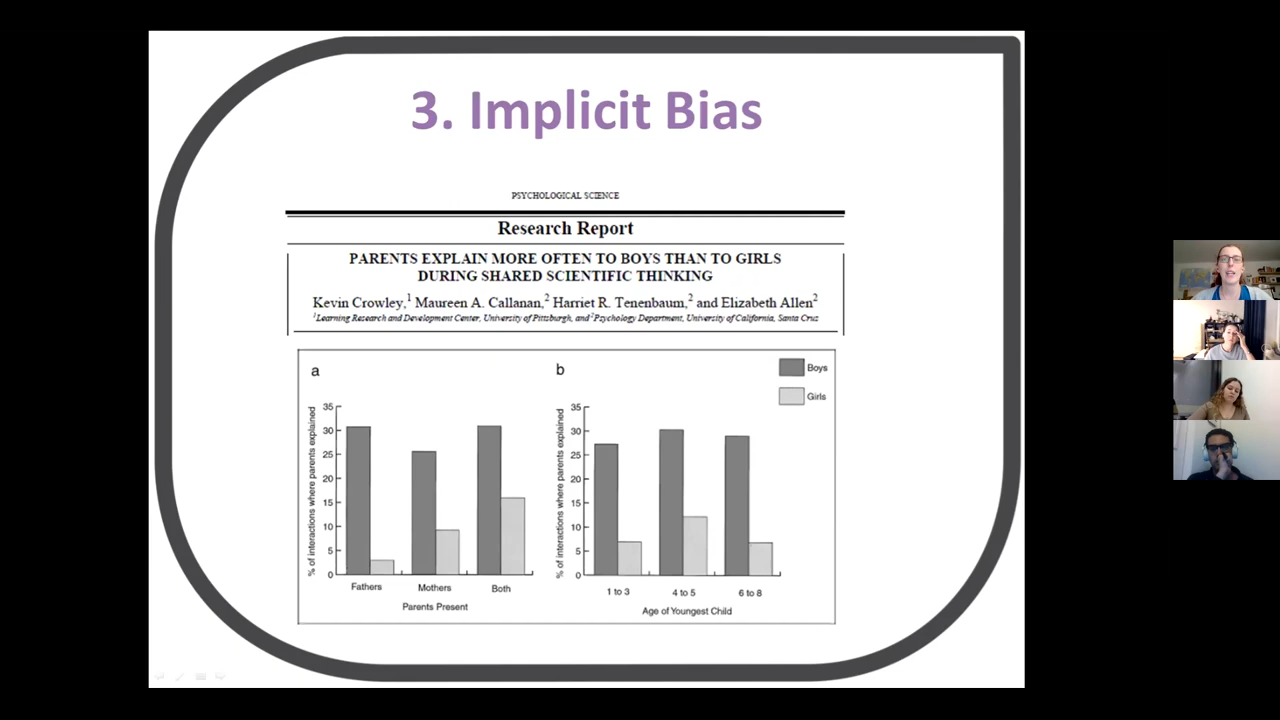 3. Implicit Bias
PSYCHOLOGICAL SCIENCE
Research Report
PARENTS EXPLAIN MORE OFTEN TO BOYS THAN TO GIRLS
DURING SHARED SCIENTIFIC THINKING
Kevin Crowley,1 Maureen A. Callanan,2 Harriet R. Tenenbaum,2 and Elizabeth Allen2
1Learning Research and Development Center, University of Pittsburgh, and 2Psychology Department, University of California, Santa Cruz
a
% of interactions where parents explained
35
30
25
20
15
10
5
0
Fathers Mothers Both
Parents Present
b
Boys
Girls
% of interactions where parents explained
35
30
25
20
15
10
5
0
1 to 3 4 to 5 6 to 8
Age of Youngest Child